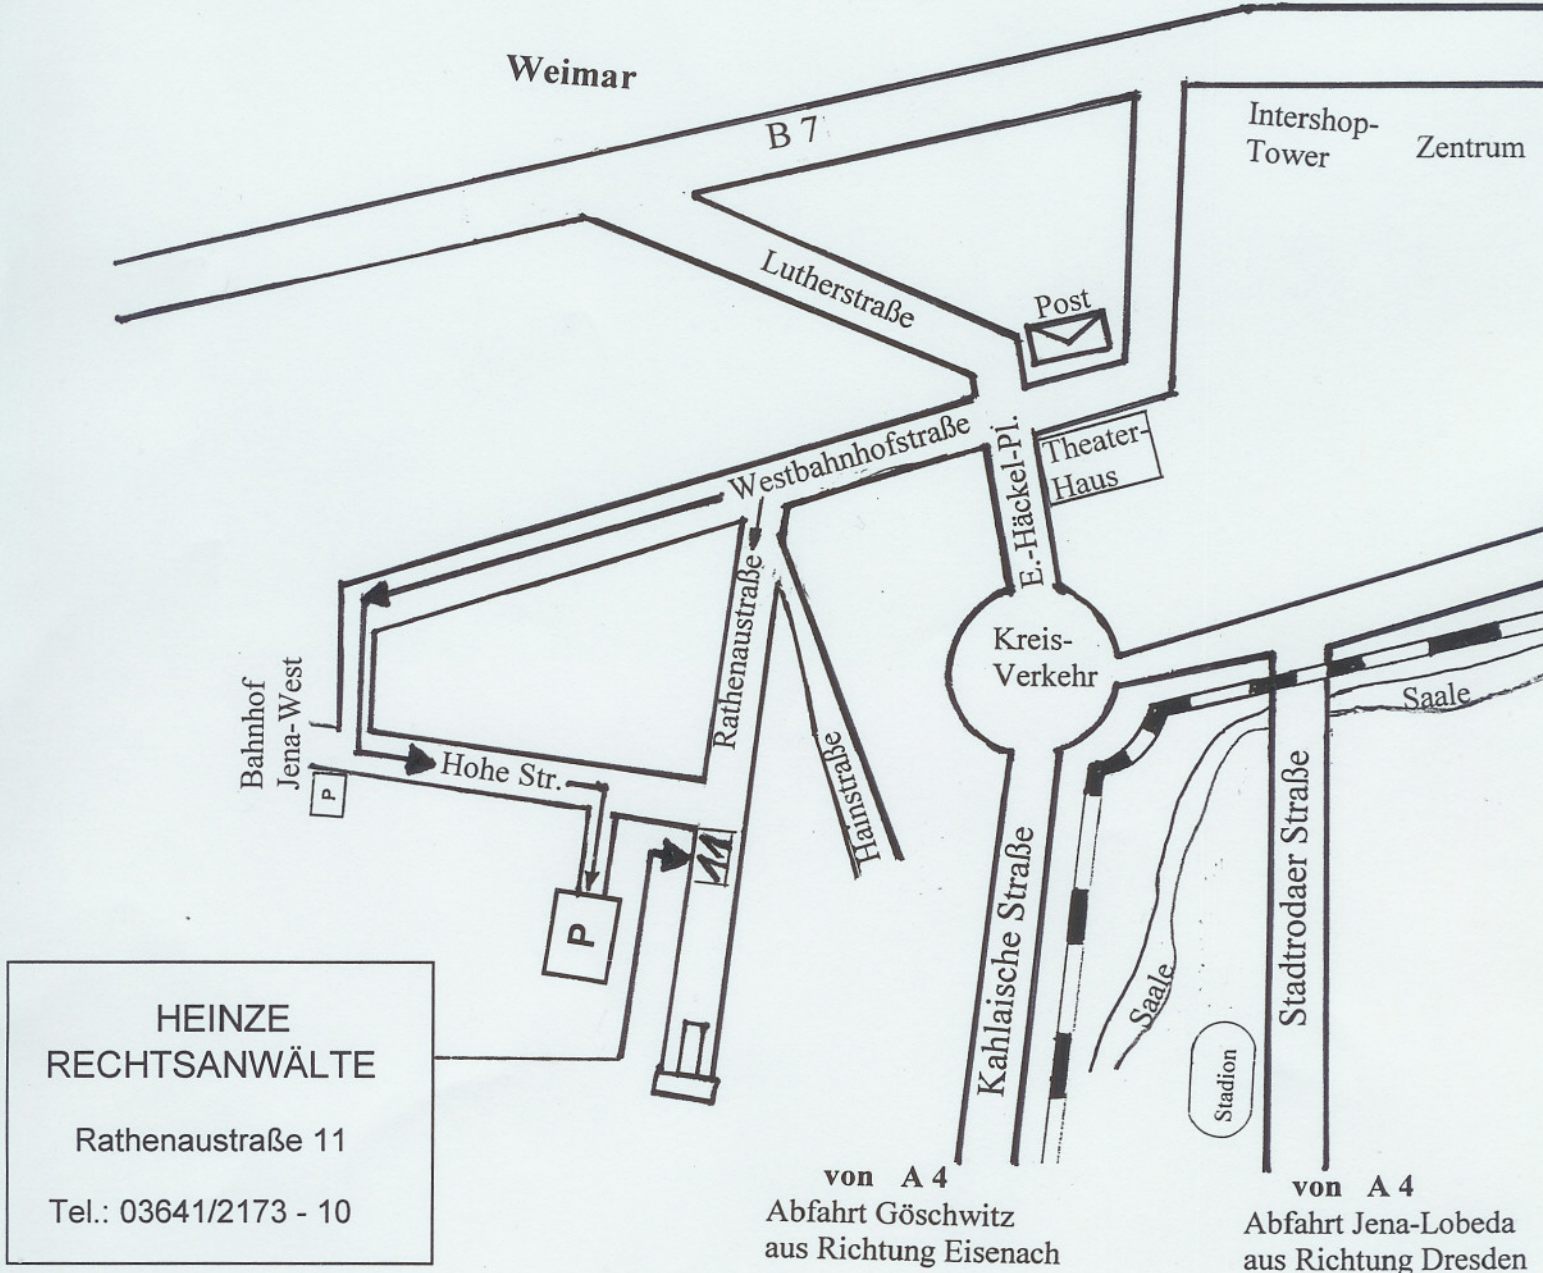 Weimar
B 7
Intershop-
Tower
Zentrum
Lutherstraße
Post
Westbahnhofstraße
E.-Häckel-Pl.
Theater-
Haus
Rathenaustraße
Kreis-
Verkehr
Saale
Bahnhof
Jena-West
P
Hohe Str.
Hainstraße
P
Kahlaische Straße
Stadtrodaer Straße
Saale
Stadion
HEINZE
RECHTSANWÄLTE
Rathenaustraße 11
Tel.: 03641/2173 - 10
von A 4
Abfahrt Göschwitz
aus Richtung Eisenach
von A 4
Abfahrt Jena-Lobeda
aus Richtung Dresden